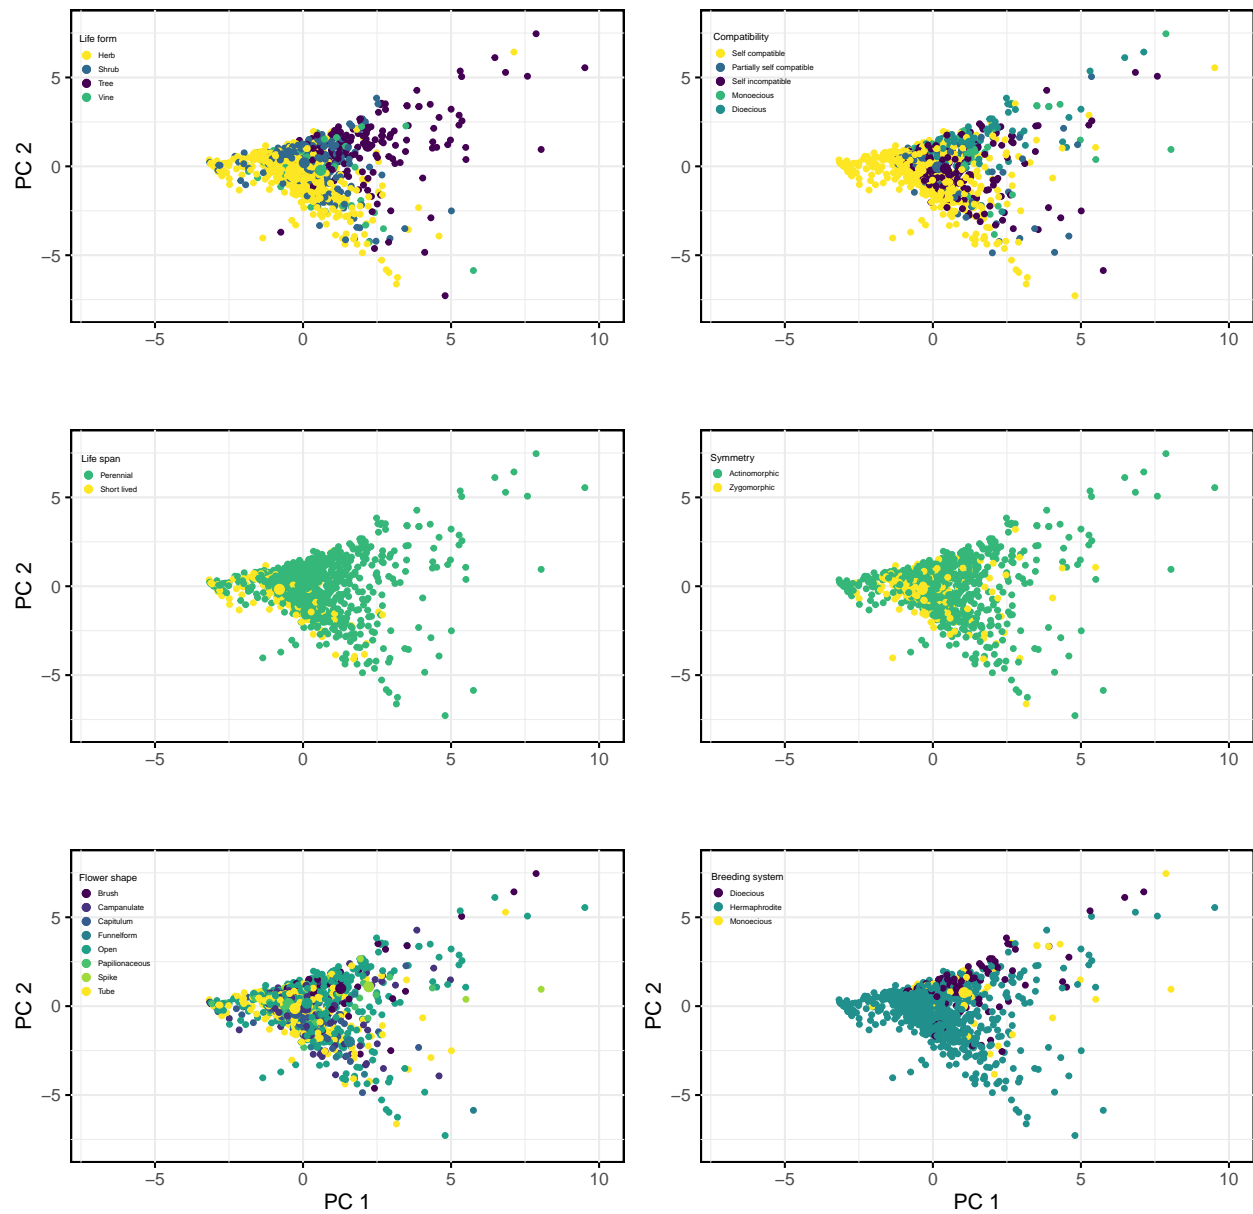 Life form
Herb
Shrub
Tree
Vine
PC 2
5
0
−5
−5 0 5 10
Compatibility
Self compatible
Partially self compatible
Self incompatible
Monoecious
Dioecious
5
0
−5
−5 0 5 10
Life span
Perennial
Short lived
PC 2
5
0
−5
−5 0 5 10
Symmetry
Actinomorphic
Zygomorphic
5
0
−5
−5 0 5 10
Flower shape
Brush
Campanulate
Capitulum
Funnelform
Open
Papilionaceous
Spike
Tube
PC 2
5
0
−5
−5 0 5 10
PC 1
Breeding system
Dioecious
Hermaphrodite
Monoecious
PC 2
5
0
−5
−5 0 5 10
PC 1